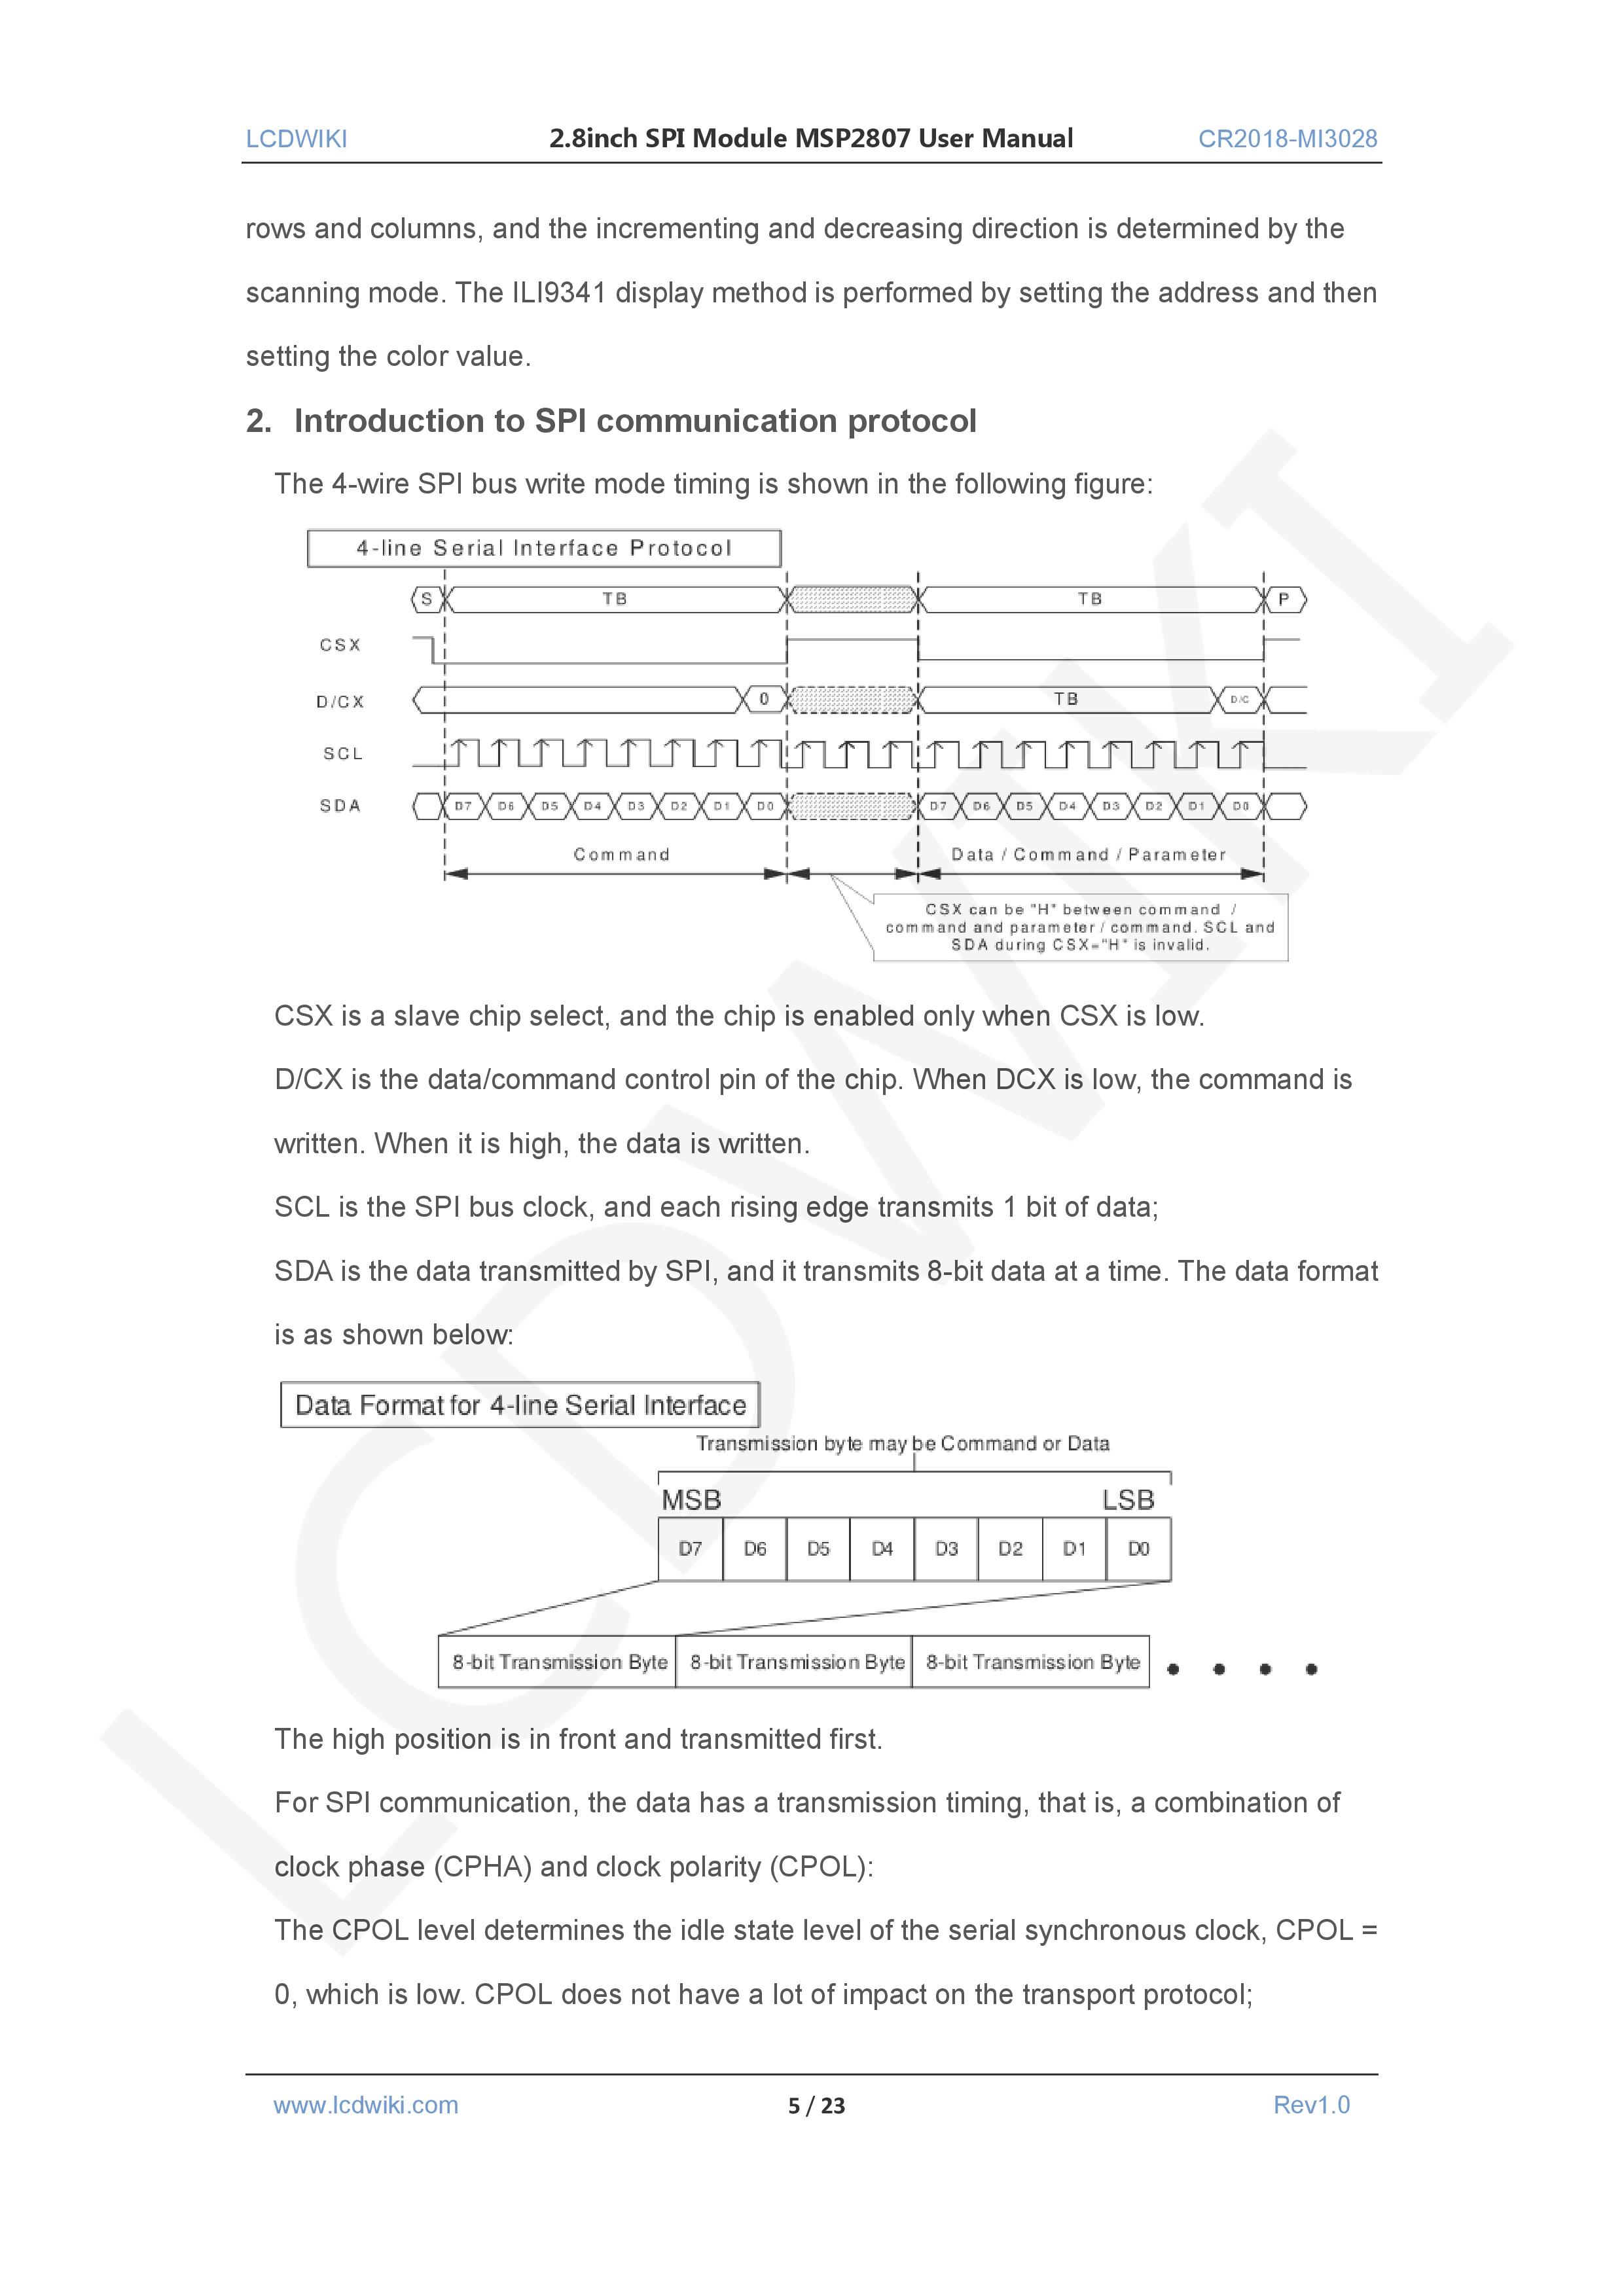 LCDWIKI 2.8inch SPI Module MSP2807 User Manual CR2018-MI3028
rows and columns, and the incrementing and decreasing direction is determined by the
scanning mode. The ILI9341 display method is performed by setting the address and then
setting the color value.
2. Introduction to SPI communication protocol
The 4-wire SPI bus write mode timing is shown in the following figure:
4-line Serial Interface Protocol
S TB TB P
CSX
D/CX 0 TB D/C
SCL
SDA D7 D6 D5 D4 D3 D2 D1 D0 D7 D6 D5 D4 D3 D2 D1 D0
Command Data / Command / Parameter
CSX can be "H" between command /
command and parameter / command. SCL and
SDA during CSX="H" is invalid.
CSX is a slave chip select, and the chip is enabled only when CSX is low.
D/CX is the data/command control pin of the chip. When DCX is low, the command is
written. When it is high, the data is written.
SCL is the SPI bus clock, and each rising edge transmits 1 bit of data;
SDA is the data transmitted by SPI, and it transmits 8-bit data at a time. The data format
is as shown below:
Data Format for 4-line Serial Interface
Transmission byte may be Command or Data
MSB LSB
D7 D6 D5 D4 D3 D2 D1 D0
8-bit Transmission Byte 8-bit Transmission Byte 8-bit Transmission Byte • • • •
The high position is in front and transmitted first.
For SPI communication, the data has a transmission timing, that is, a combination of
clock phase (CPHA) and clock polarity (CPOL):
The CPOL level determines the idle state level of the serial synchronous clock, CPOL =
0, which is low. CPOL does not have a lot of impact on the transport protocol;
www.lcdwiki.com 5 / 23 Rev1.0
LCDWIKI